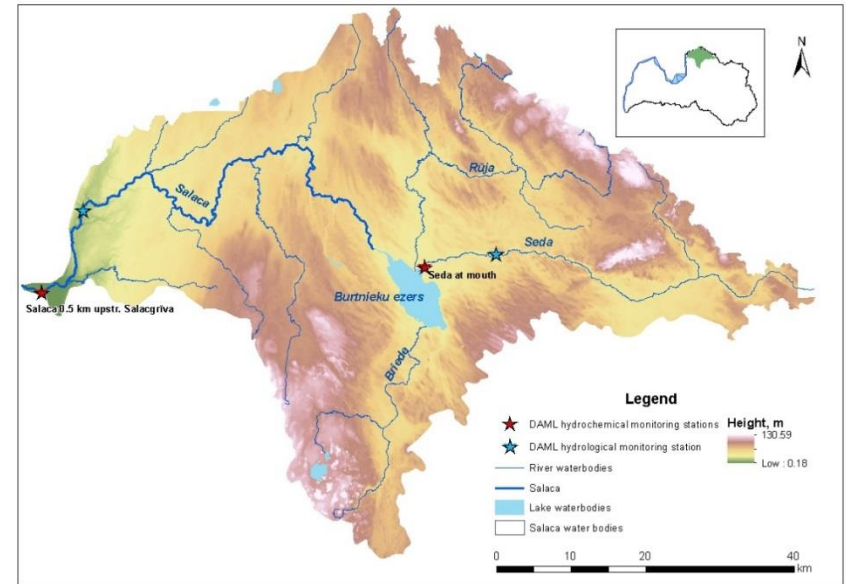 N
Salaca
Rūja
Seda
Seda at mouth
Burtnieku ezers
Salaca 0.5 km upstr. Salacgrīva
Briede
Legend
DAML hydrochemical monitoring stations
DAML hydrological monitoring station
River waterbodies
Salaca
Lake waterbodies
Salaca water bodies
Height, m
130.59
Low : 0.18
0 10 20 40
km